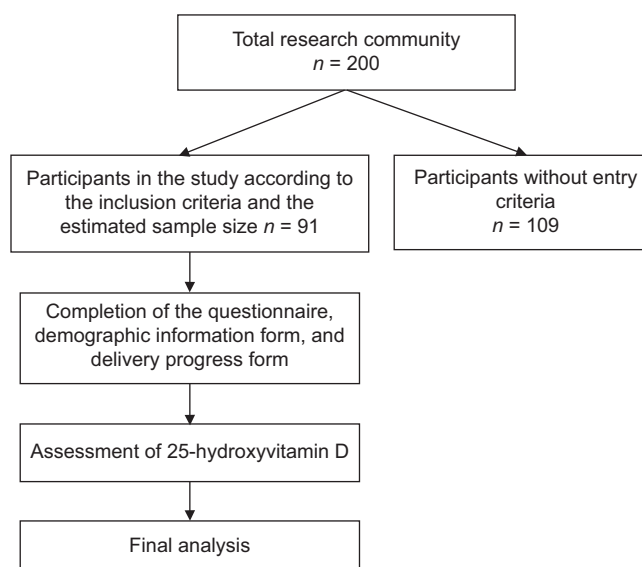 Total research community
n = 200
Participants in the study according to
the inclusion criteria and the
estimated sample size n = 91
Participants without entry
criteria
n = 109
Completion of the questionnaire,
demographic information form, and
delivery progress form
Assessment of 25-hydroxyvitamin D
Final analysis